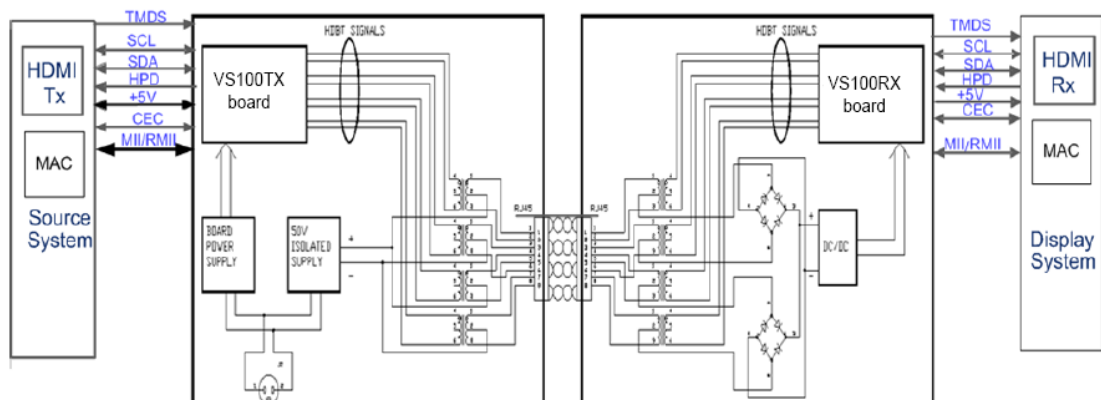 TMDS
SCL
SDA
HPD
+5V
CEC
MII/RMII
HDMI
Tx
MAC
Source
System
VS100TX
board
HDBT SIGNALS
BOARD
POWER
SUPPLY
50V
ISOLATED
SUPPLY
+
-
RJ45
RJ45
HDBT SIGNALS
VS100RX
board
+
-
DC/DC
TMDS
SCL
SDA
HPD
+5V
CEC
MII/RMII
HDMI
Rx
MAC
Display
System